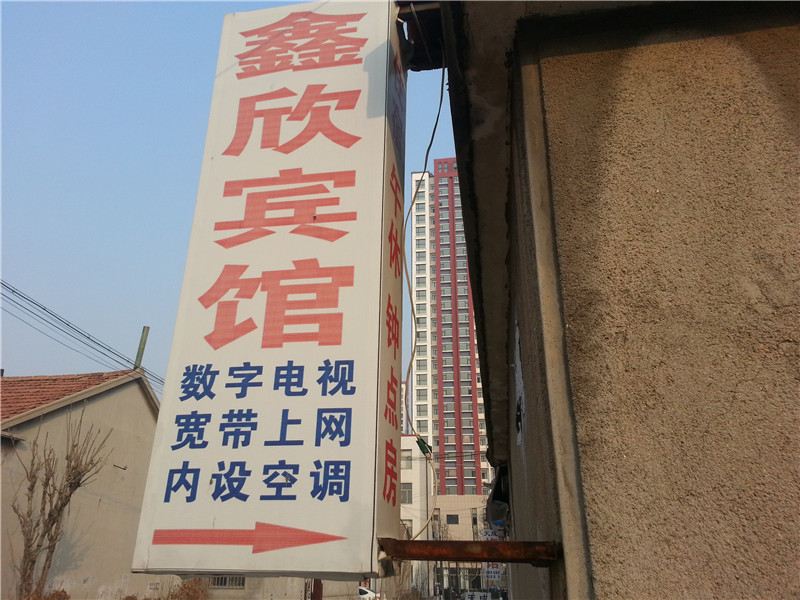 鑫欣宾馆
数字电视
宽带上网
内设空调
午休 钟点房